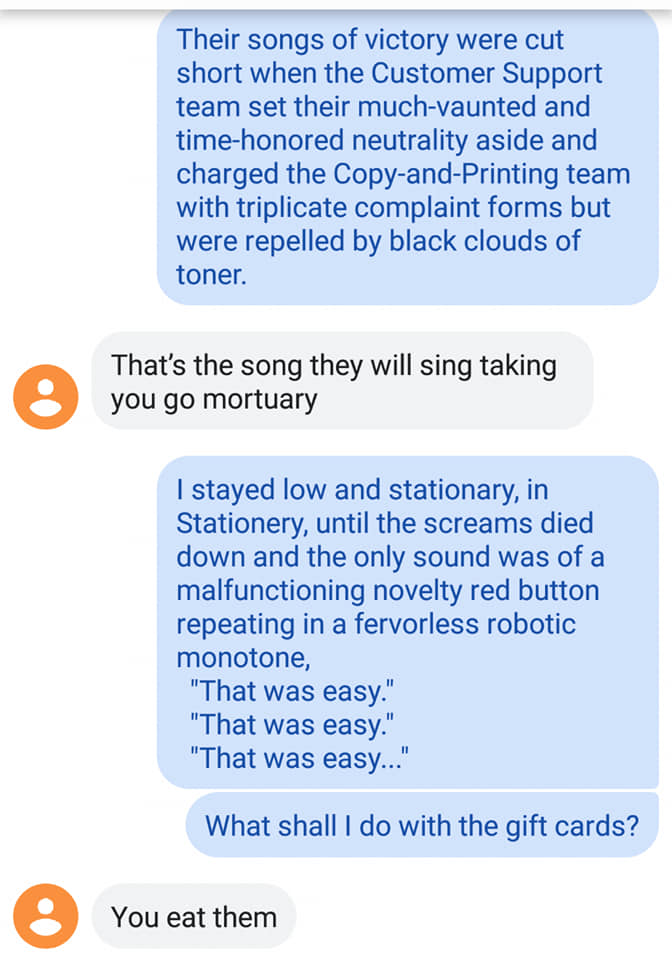 Their songs of victory were cut
short when the Customer Support
team set their much-vaunted and
time-honored neutrality aside and
charged the Copy-and-Printing team
with triplicate complaint forms but
were repelled by black clouds of
toner.
That's the song they will sing taking
you go mortuary
I stayed low and stationary, in
Stationery, until the screams died
down and the only sound was of a
malfunctioning novelty red button
repeating in a fervorless robotic
monotone,
"That was easy."
"That was easy."
"That was easy..."
What shall I do with the gift cards?
You eat them